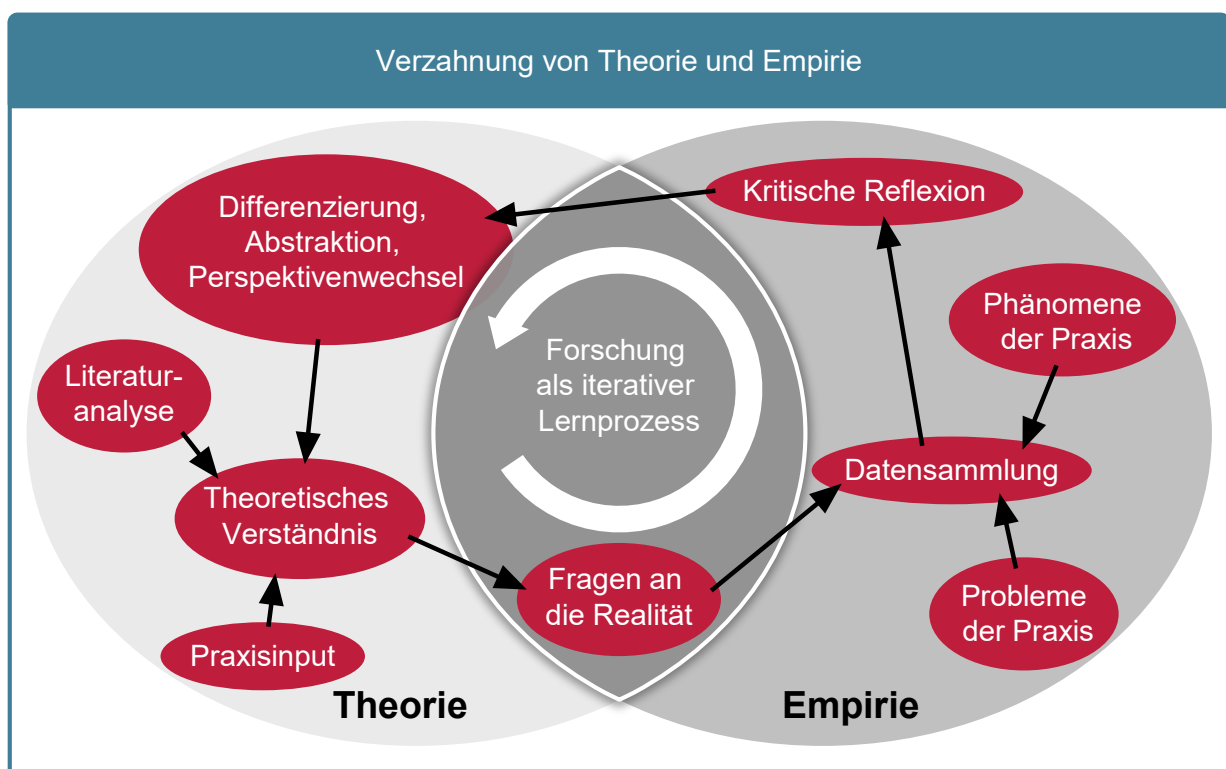 Verzahnung von Theorie und Empirie
Differenzierung,
Abstraktion,
Perspektivenwechsel
Kritische Reflexion
Phänomene
der Praxis
Literatur-
analyse
Forschung
als iterativer
Lernprozess
Datensammlung
Theoretisches
Verständnis
Fragen an
die Realität
Probleme
der Praxis
Praxisinput
Theorie
Empirie